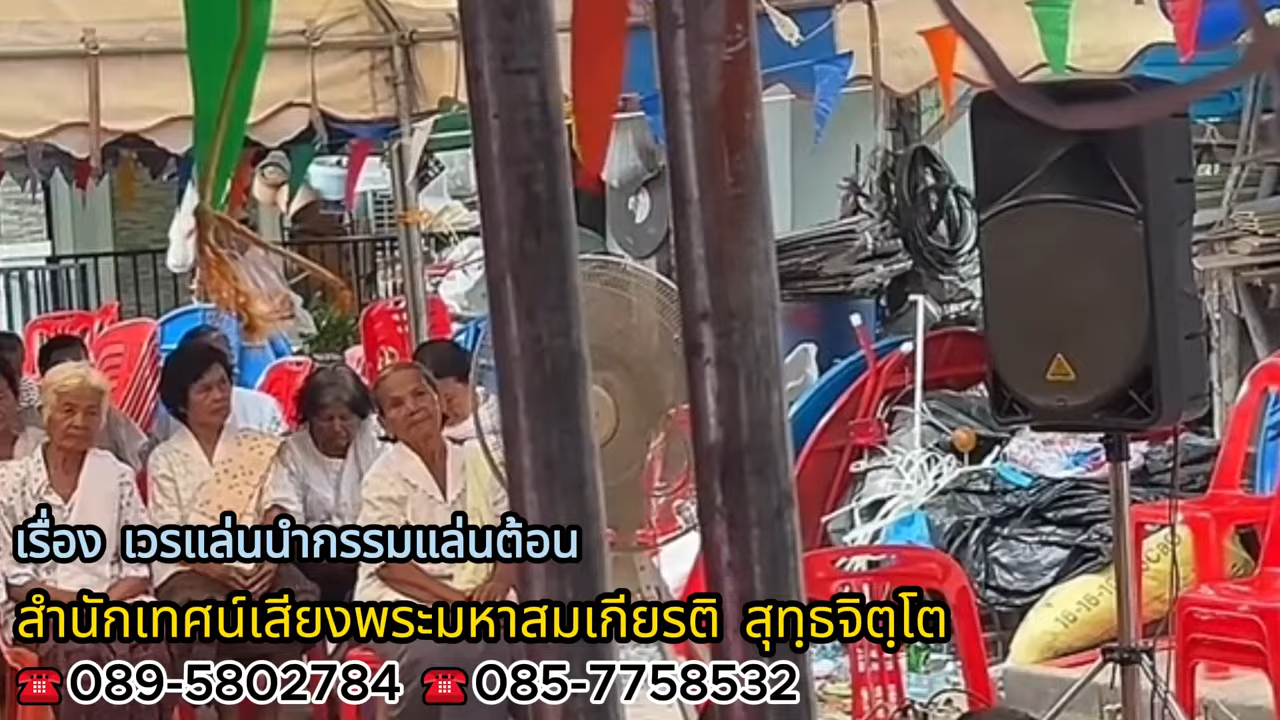 เรื่อง เวรแล่นนำกรรมแล่นต้อน
สำนักเทศน์เสียงพระมหาสมเกียรติ สุทฺธจิตฺโต
☎089-5802784 ☎085-7758532
16-16-